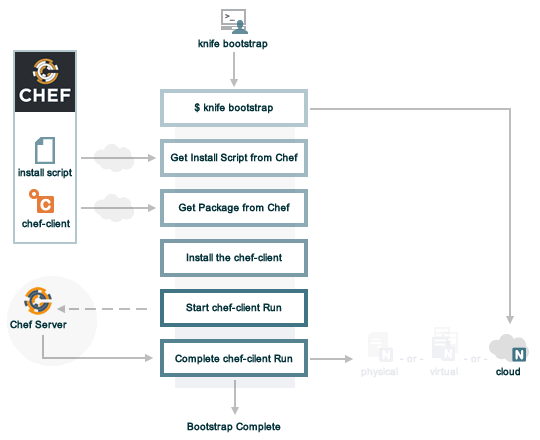 knife bootstrap
CHEF
$ knife bootstrap
install script
Get Install Script from Chef
chef-client
C
Get Package from Chef
Install the chef-client
Start chef-client Run
Chef Server
Complete chef-client Run
N
N
N
physical
- or -
virtual
- or -
cloud
Bootstrap Complete